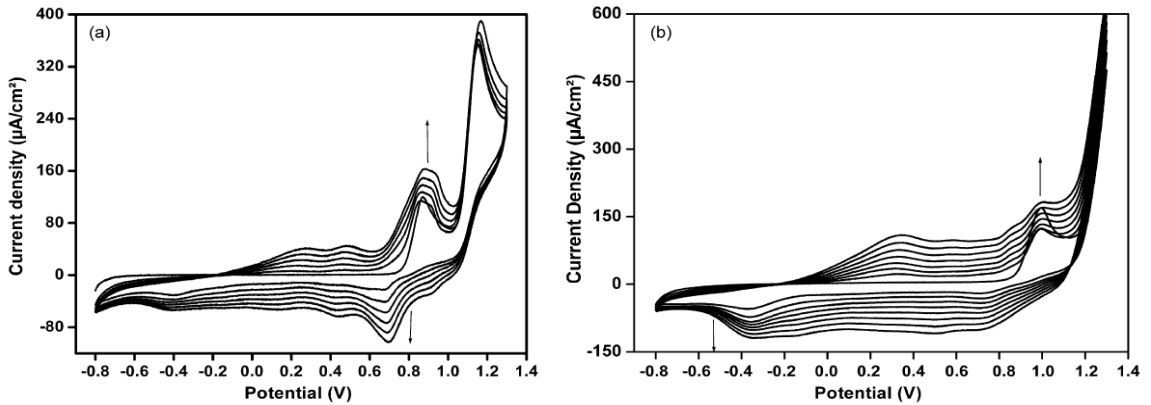 (a)
400
320
240
160
80
0
-80
-0.8 -0.6 -0.4 -0.2 0.0 0.2 0.4 0.6 0.8 1.0 1.2 1.4
Potential (V)
Current density (µA/cm²)
(b)
600
450
300
150
0
-150
-0.8 -0.6 -0.4 -0.2 0.0 0.2 0.4 0.6 0.8 1.0 1.2 1.4
Potential (V)
Current Density (µA/cm²)